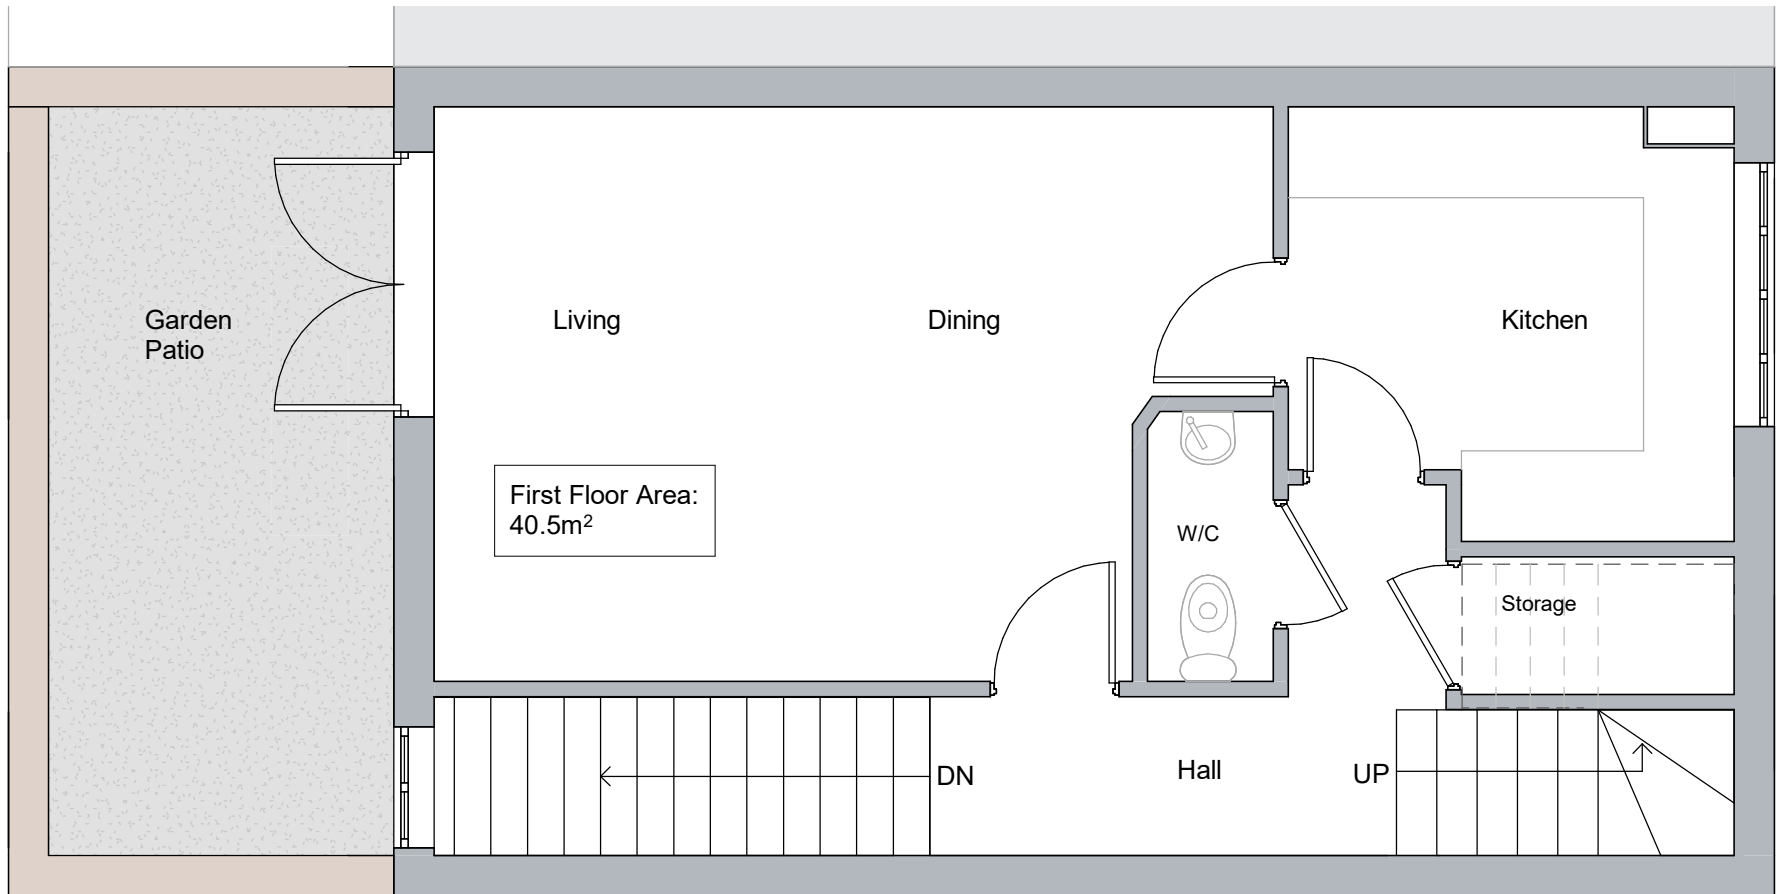 Garden
Patio
Living
Dining
Kitchen
First Floor Area:
40.5m²
W/C
Storage
DN
Hall
UP